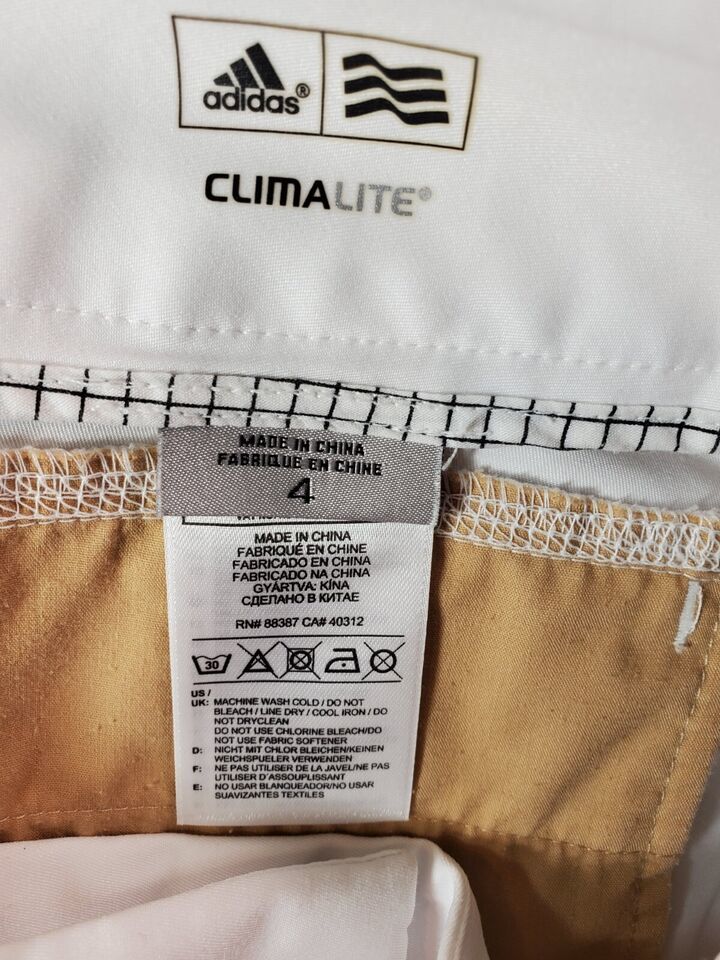 adidas®
CLIMALITE®
MADE IN CHINA
FABRIQUE EN CHINE
4
MADE IN CHINA
FABRIQUÉ EN CHINE
FABRICADO EN CHINA
FABRICADO NA CHINA
GYÁRTVA: KÍNA
СДЕЛАНО В КИТАЕ
RN# 88387 CA# 40312
30
US /
UK: MACHINE WASH COLD / DO NOT
BLEACH / LINE DRY / COOL IRON / DO
NOT DRYCLEAN
DO NOT USE CHLORINE BLEACH/DO
NOT USE FABRIC SOFTENER
D: NICHT MIT CHLOR BLEICHEN/KEINEN
WEICHSPUELER VERWENDEN
F: NE PAS UTILISER DE LA JAVEL/NE PAS
UTILISER D'ASSOUPLISSANT
E: NO USAR BLANQUEADOR/NO USAR
SUAVIZANTES TEXTILES